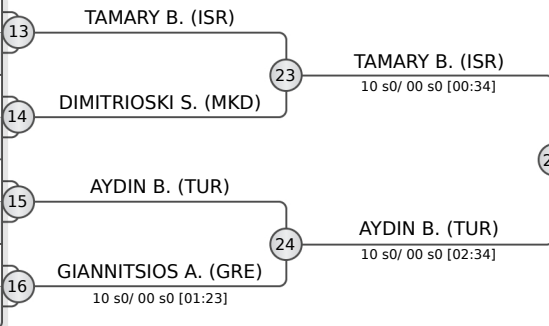 13
TAMARY B. (ISR)
23
TAMARY B. (ISR)
10 s0/ 00 s0 [00:34]
14
DIMITRIOSKI S. (MKD)
15
AYDIN B. (TUR)
24
AYDIN B. (TUR)
10 s0/ 00 s0 [02:34]
16
GIANNITSIOS A. (GRE)
10 s0/ 00 s0 [01:23]